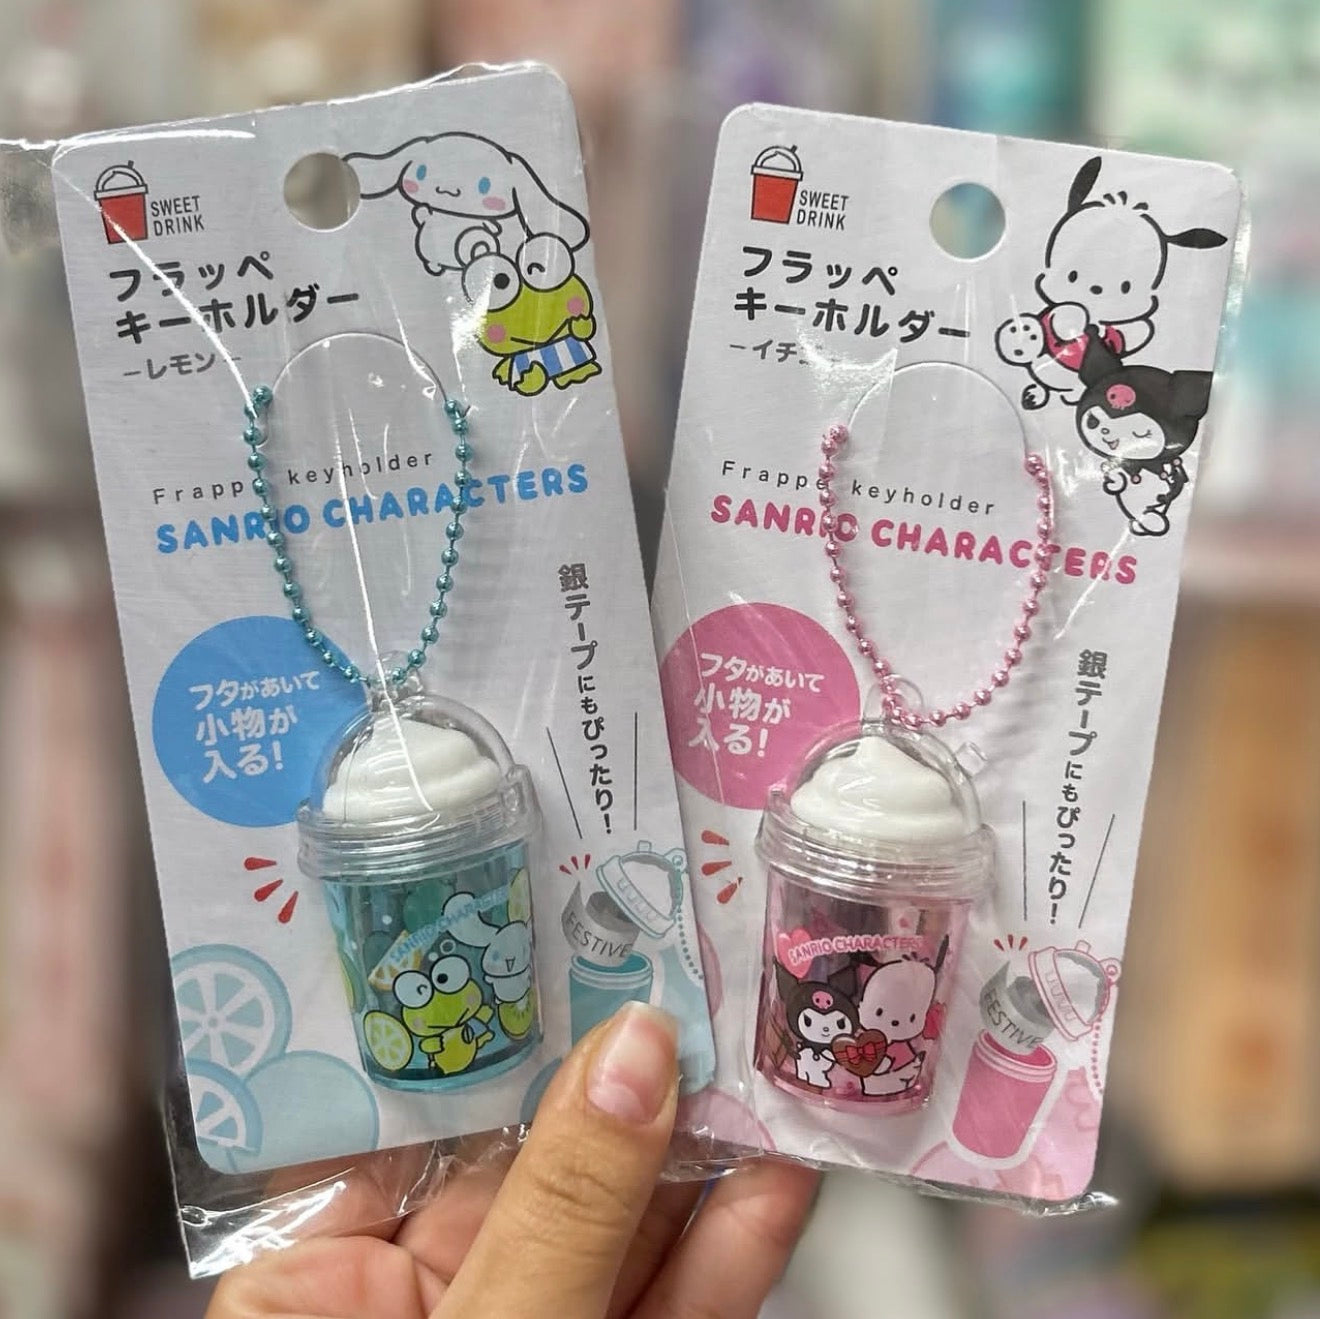 SWEET
DRINK
フラッペ
キーホルダー
-レモン-
Frappe keyholder
SANRIO CHARACTERS
銀テープにもぴったり!
フタがあいて
小物が
入る!
FESTIVE
SANRIO CHARACTERS
SWEET
DRINK
フラッペ
キーホルダー
-イチ
Frappe keyholder
SANRIO CHARACTERS
銀テープにもぴったり!
フタがあいて
小物が
入る!
FESTIVE
SANRIO CHARACTERS